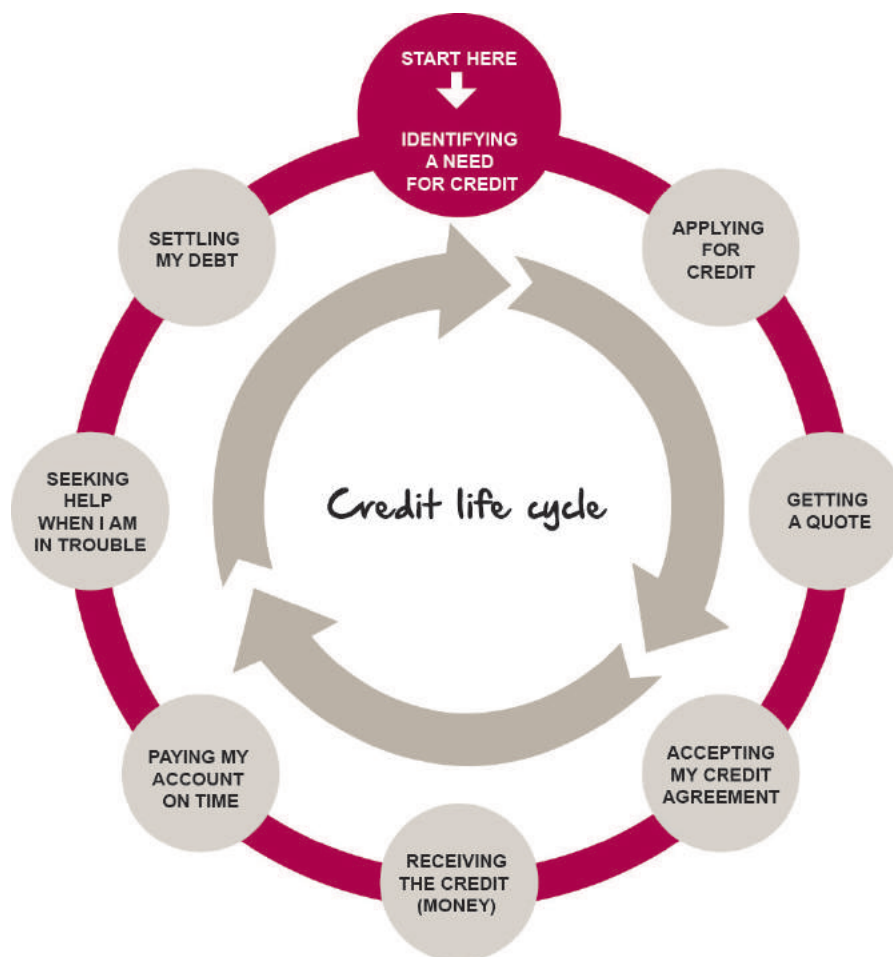 START HERE
IDENTIFYING
A NEED
FOR CREDIT
APPLYING
FOR
CREDIT
GETTING
A QUOTE
ACCEPTING
MY CREDIT
AGREEMENT
RECEIVING
THE CREDIT
(MONEY)
PAYING MY
ACCOUNT
ON TIME
SEEKING
HELP
WHEN I AM
IN TROUBLE
SETTLING
MY DEBT
Credit life cycle